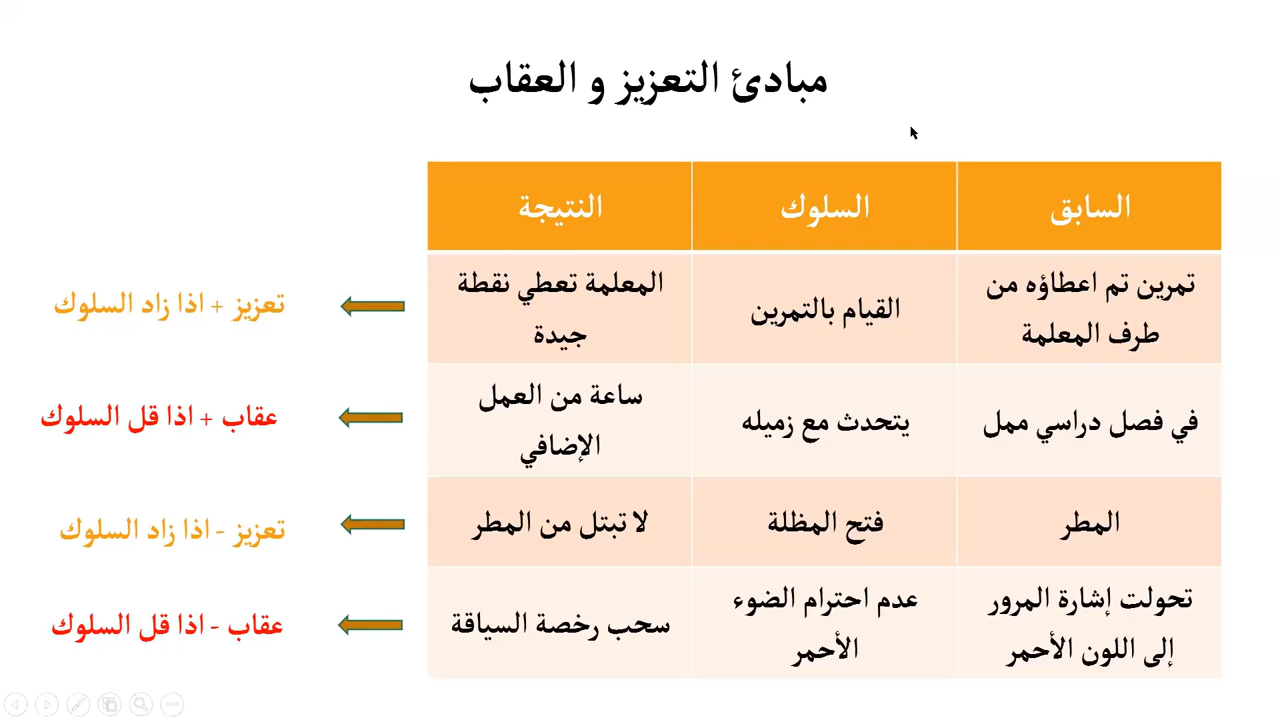 مبادئ التعزيز و العقاب
السابق
السلوك
النتيجة
تمرين تم اعطاؤه من
طرف المعلمة
القيام بالتمرين
المعلمة تعطي نقطة
جيدة
تعزيز + اذا زاد السلوك
في فصل دراسي ممل
يتحدث مع زميله
ساعة من العمل
الإضافي
عقاب + اذا قل السلوك
المطر
فتح المظلة
لا تبتل من المطر
تعزيز - اذا زاد السلوك
تحولت إشارة المرور
إلى اللون الأحمر
عدم احترام الضوء
الأحمر
سحب رخصة السياقة
عقاب - اذا قل السلوك